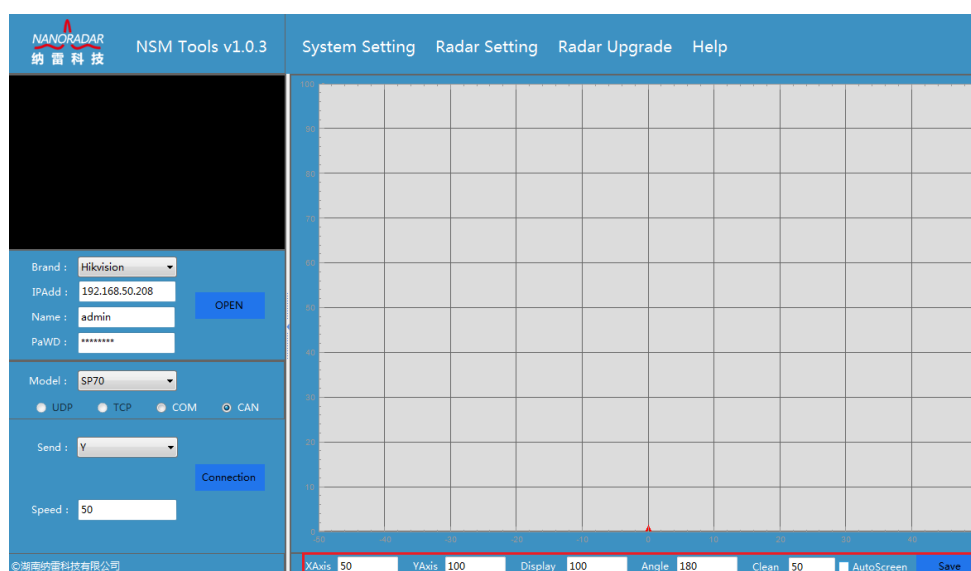 NANORADAR
纳雷科技
NSM Tools v1.0.3
System Setting Radar Setting Radar Upgrade Help
Brand : Hikvision
IPAdd : 192.168.50.208
OPEN
Name : admin
PaWD : ********
Model : SP70
UDP TCP COM CAN
Send : Y
Connection
Speed : 50
©湖南纳雷科技有限公司
100
90
80
70
60
50
40
30
20
10
0
-50 -40 -30 -20 -10 0 10 20 30 40
XAxis 50 YAxis 100 Display 100 Angle 180 Clean 50 AutoScreen Save